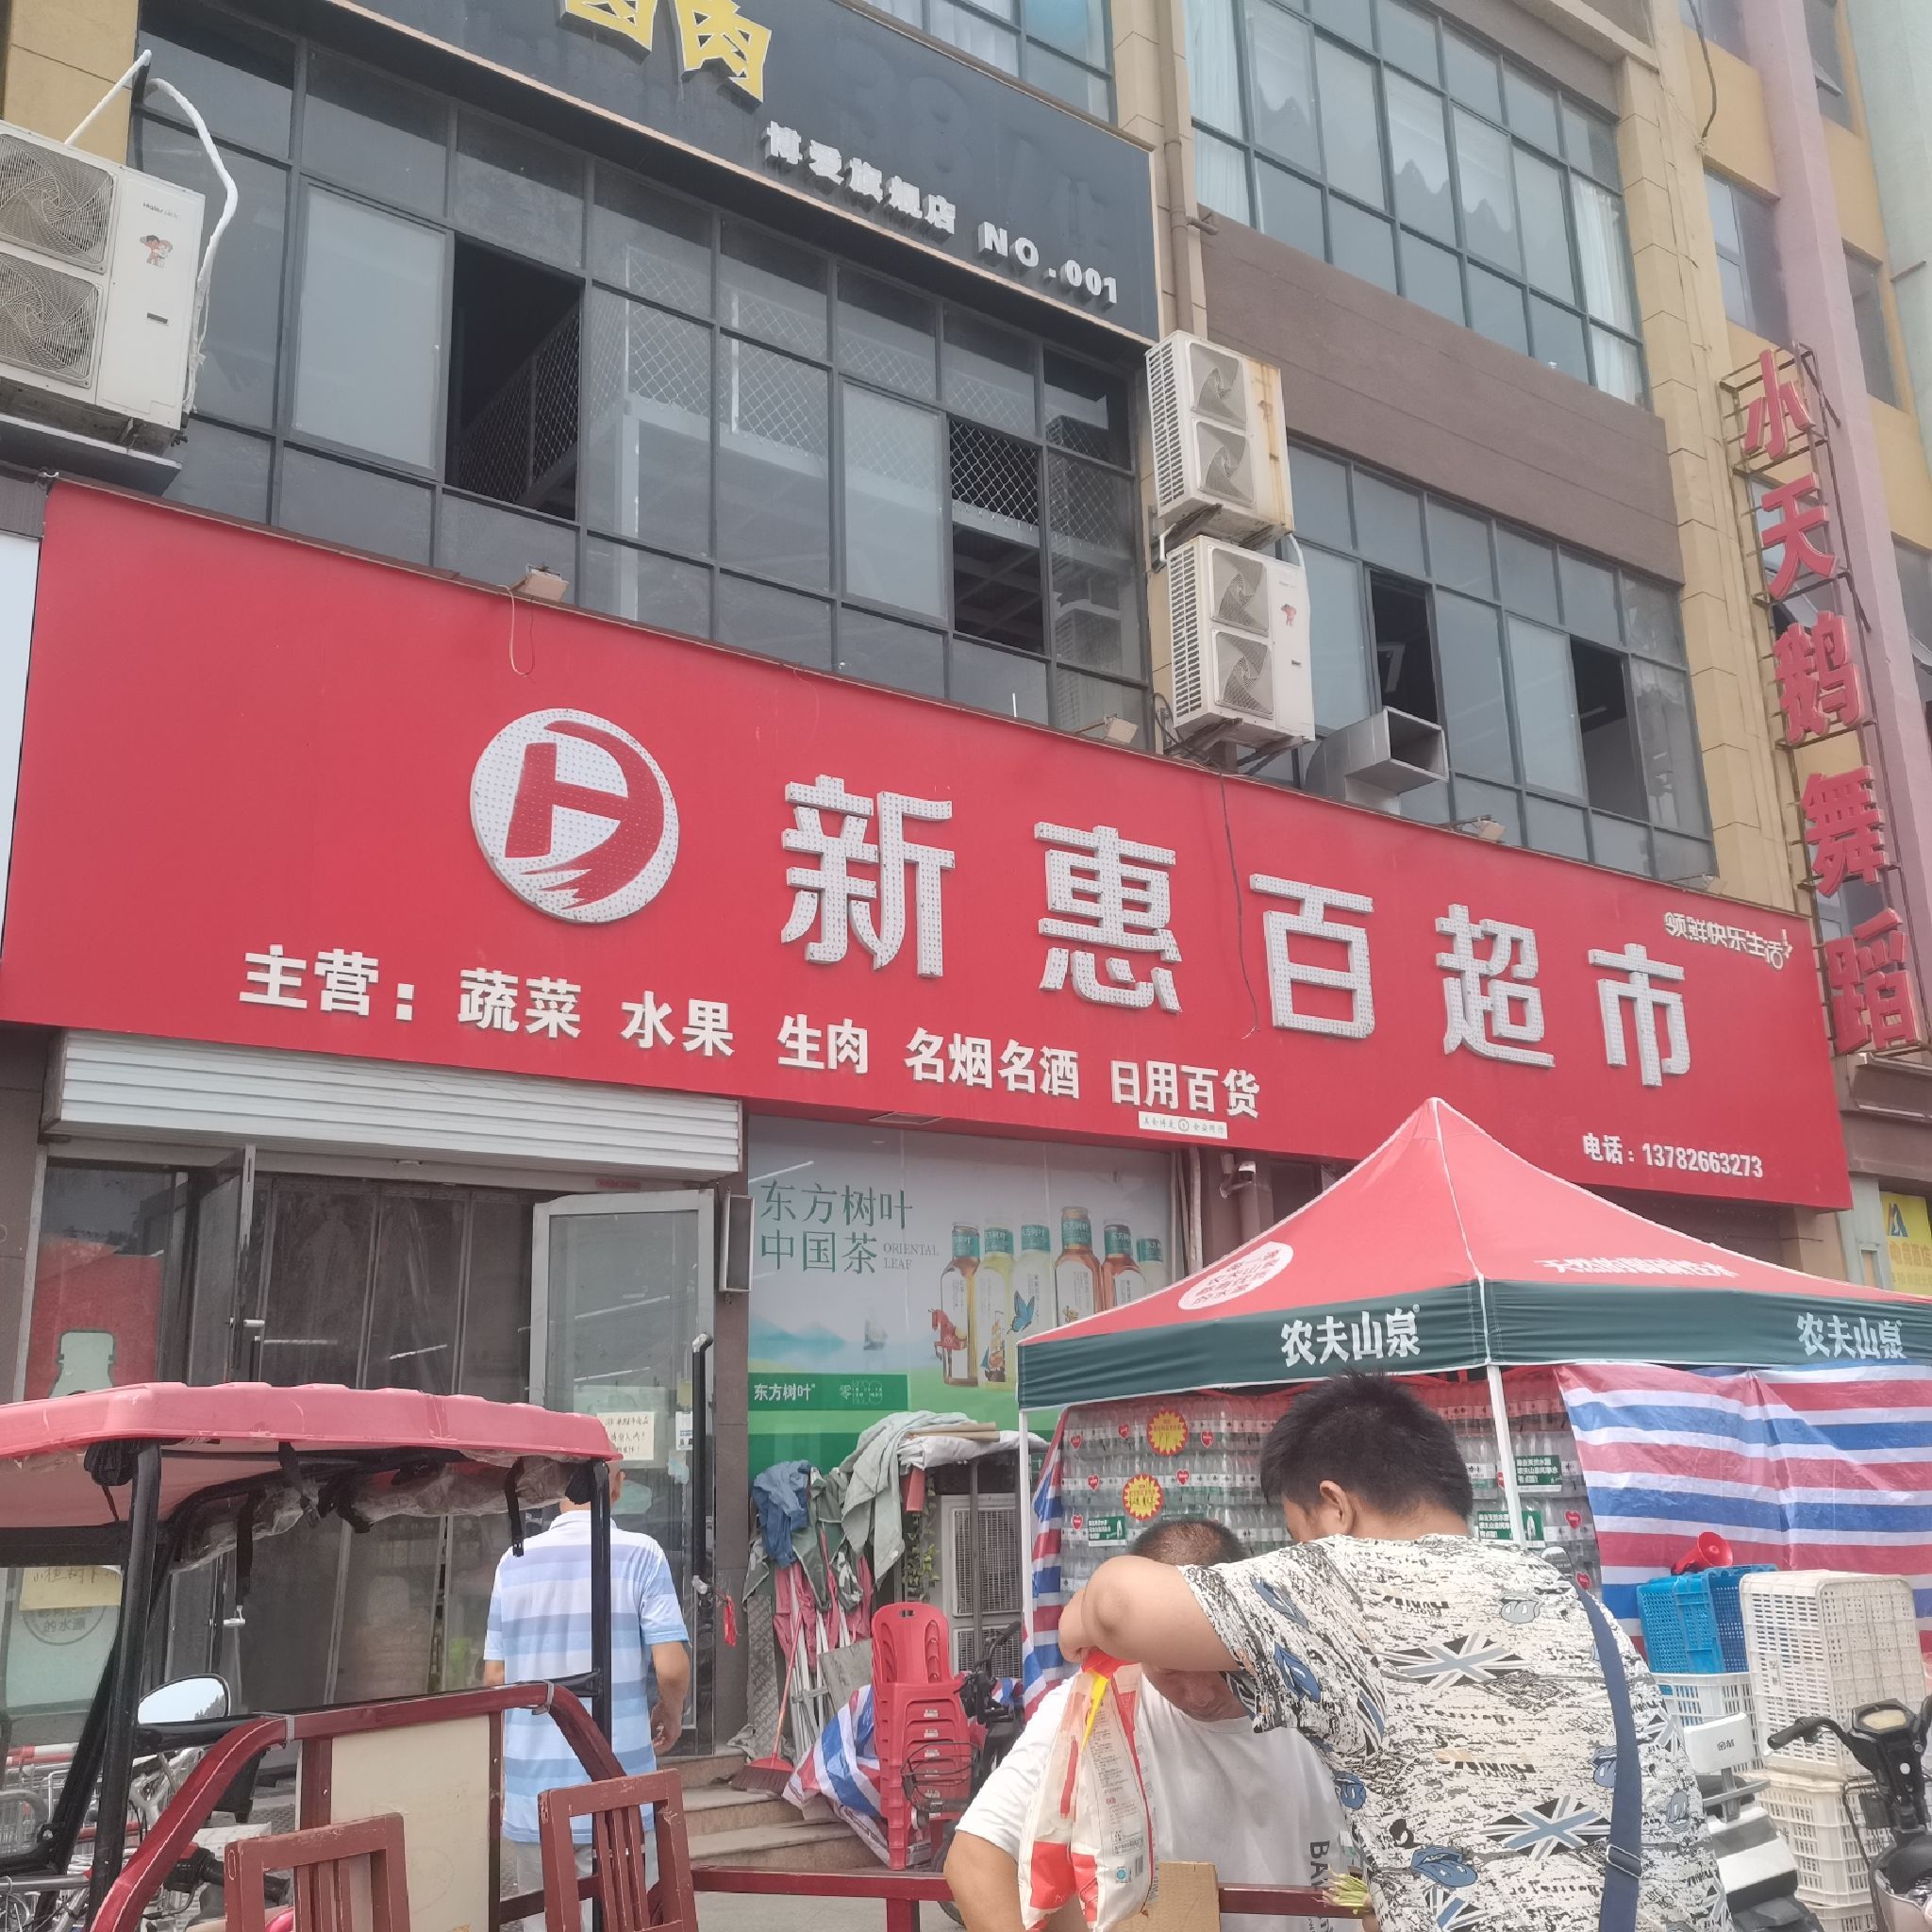 卤肉
博爱旗舰店 NO.001
小天鹅舞蹈
新惠百超市
领鲜快乐生活
主营：蔬菜 水果 生肉 名烟名酒 日用百货
电话：13782663273
东方树叶
中国茶
ORIENTAL
LEAF
东方树叶
农夫山泉
农夫山泉